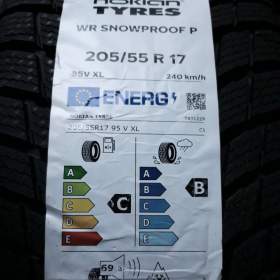 nokian
TYRES
WR SNOWPROOF P
205/55 R 17
95V XL
240 km/h
ENERG
205/55R17 95 V XL
C1
A
B
C
D
E
C
A
B
C
D
E
B
69